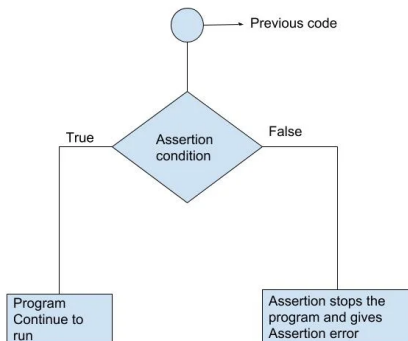 Previous code
True
False
Assertion
condition
Program
Continue to
run
Assertion stops the
program and gives
Assertion error